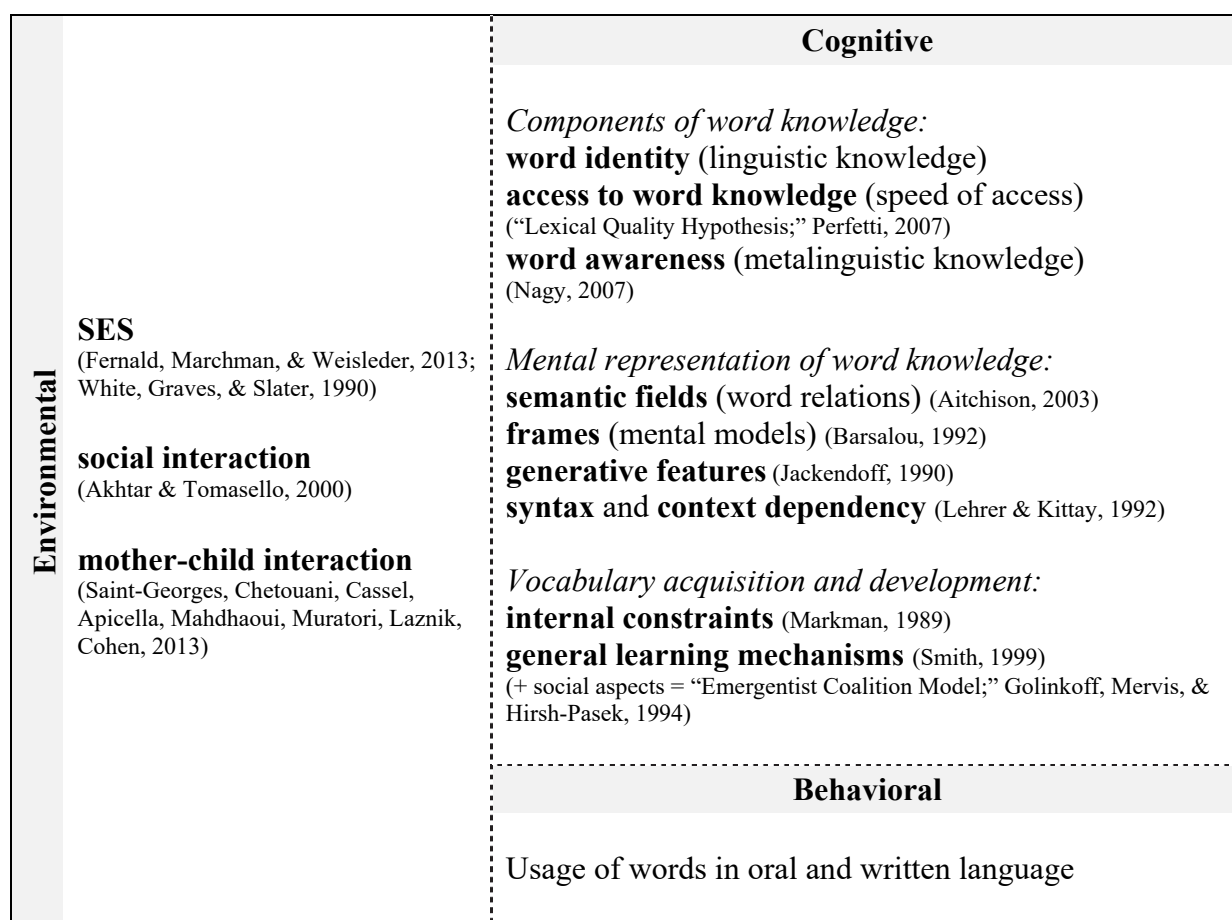 Environmental
SES
(Fernald, Marchman, & Weisleder, 2013;
White, Graves, & Slater, 1990)
social interaction
(Akhtar & Tomasello, 2000)
mother-child interaction
(Saint-Georges, Chetouani, Cassel,
Apicella, Mahdhaoui, Muratori, Laznik,
Cohen, 2013)
Cognitive
Components of word knowledge:
word identity (linguistic knowledge)
access to word knowledge (speed of access)
(“Lexical Quality Hypothesis;” Perfetti, 2007)
word awareness (metalinguistic knowledge)
(Nagy, 2007)
Mental representation of word knowledge:
semantic fields (word relations) (Aitchison, 2003)
frames (mental models) (Barsalou, 1992)
generative features (Jackendoff, 1990)
syntax and context dependency (Lehrer & Kittay, 1992)
Vocabulary acquisition and development:
internal constraints (Markman, 1989)
general learning mechanisms (Smith, 1999)
(+ social aspects = “Emergentist Coalition Model;” Golinkoff, Mervis, &
Hirsh-Pasek, 1994)
Behavioral
Usage of words in oral and written language